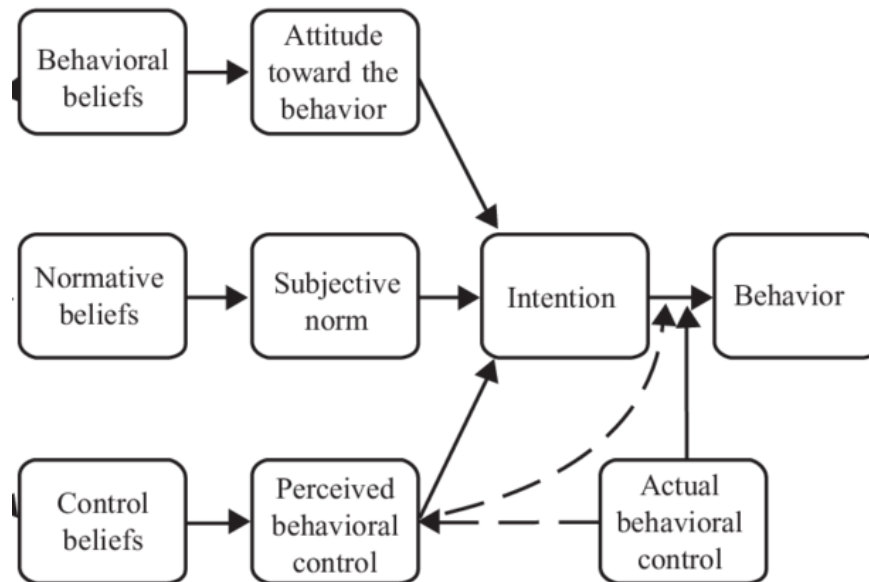 Behavioral
beliefs
Attitude
toward the
behavior
Normative
beliefs
Subjective
norm
Intention
Behavior
Control
beliefs
Perceived
behavioral
control
Actual
behavioral
control